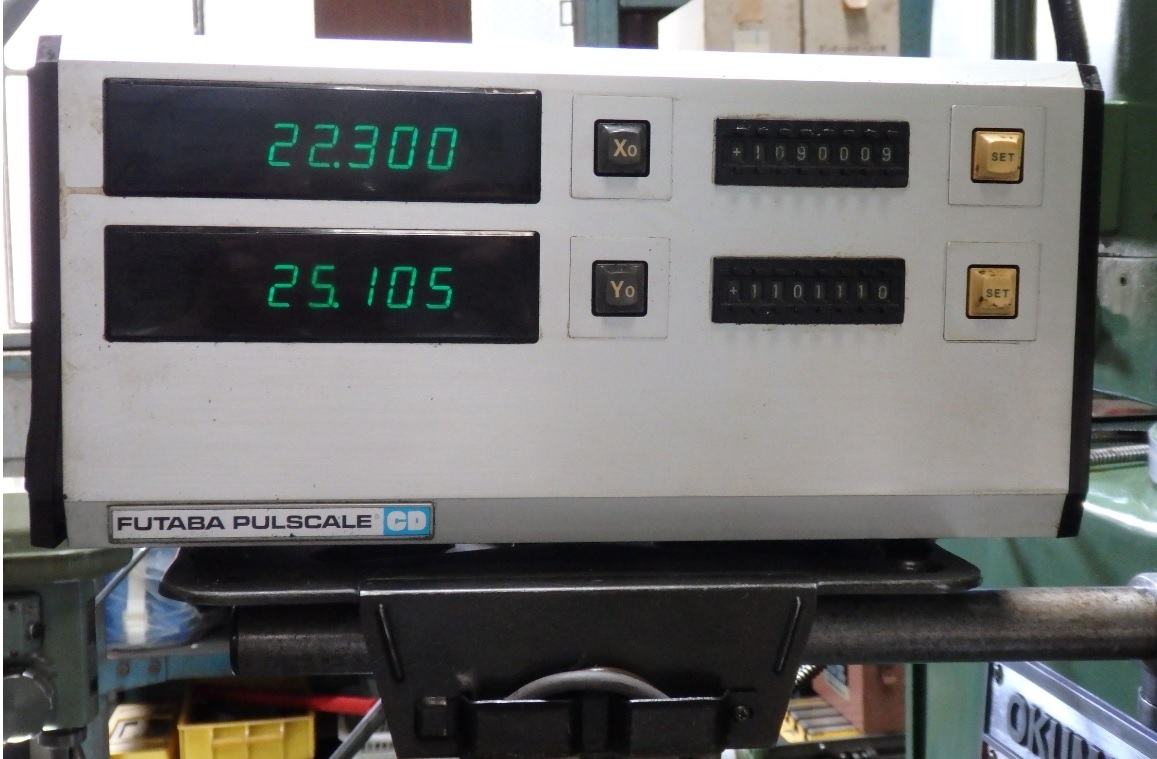 22.300
Xo
+1090009
SET
25.105
Yo
+1101110
SET
FUTABA PULSCALE CD